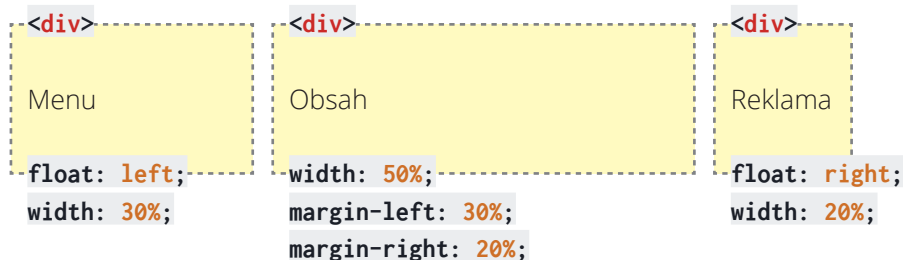 <div>
Menu
float: left;
width: 30%;
<div>
Obsah
width: 50%;
margin-left: 30%;
margin-right: 20%;
<div>
Reklama
float: right;
width: 20%;